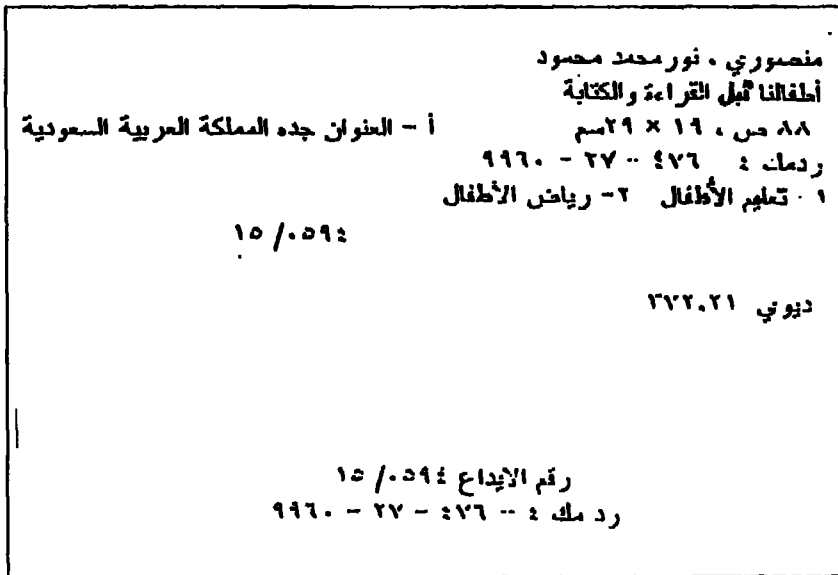 منصوري ، نور محمد محمود
أطفالنا قبل القراءة والكتابة
٨٨ ص ، ١٩ × ٢٩سم أ - العنوان جده المملكة العربية السعودية
ردمك ٤ - ٤٧٦ - ٢٧ - ٩٩٦٠
١ - تعليم الأطفال ٢- رياض الأطفال
١٥ /٠٥٩٤
ديوي ٣٧٢,٢١
رقم الايداع ٠٥٩٤/ ١٥
ردمك ٤ - ٤٧٦ - ٢٧ - ٩٩٦٠